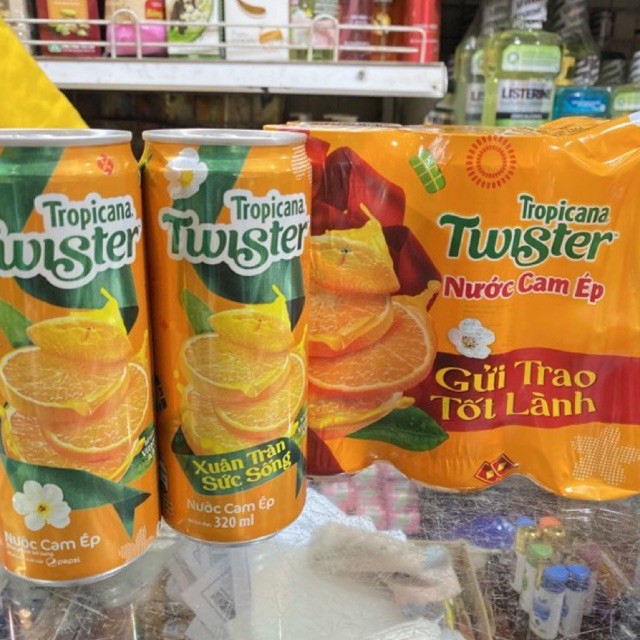 LISTERINE
Tropicana
Twister
Nước Cam Ép
pepsi
Tropicana
Twister
Xuân Tràn
Sức Sống
Nước Cam Ép
320 ml
Tropicana
Twister
Nước Cam Ép
Gửi Trao
Tốt Lành